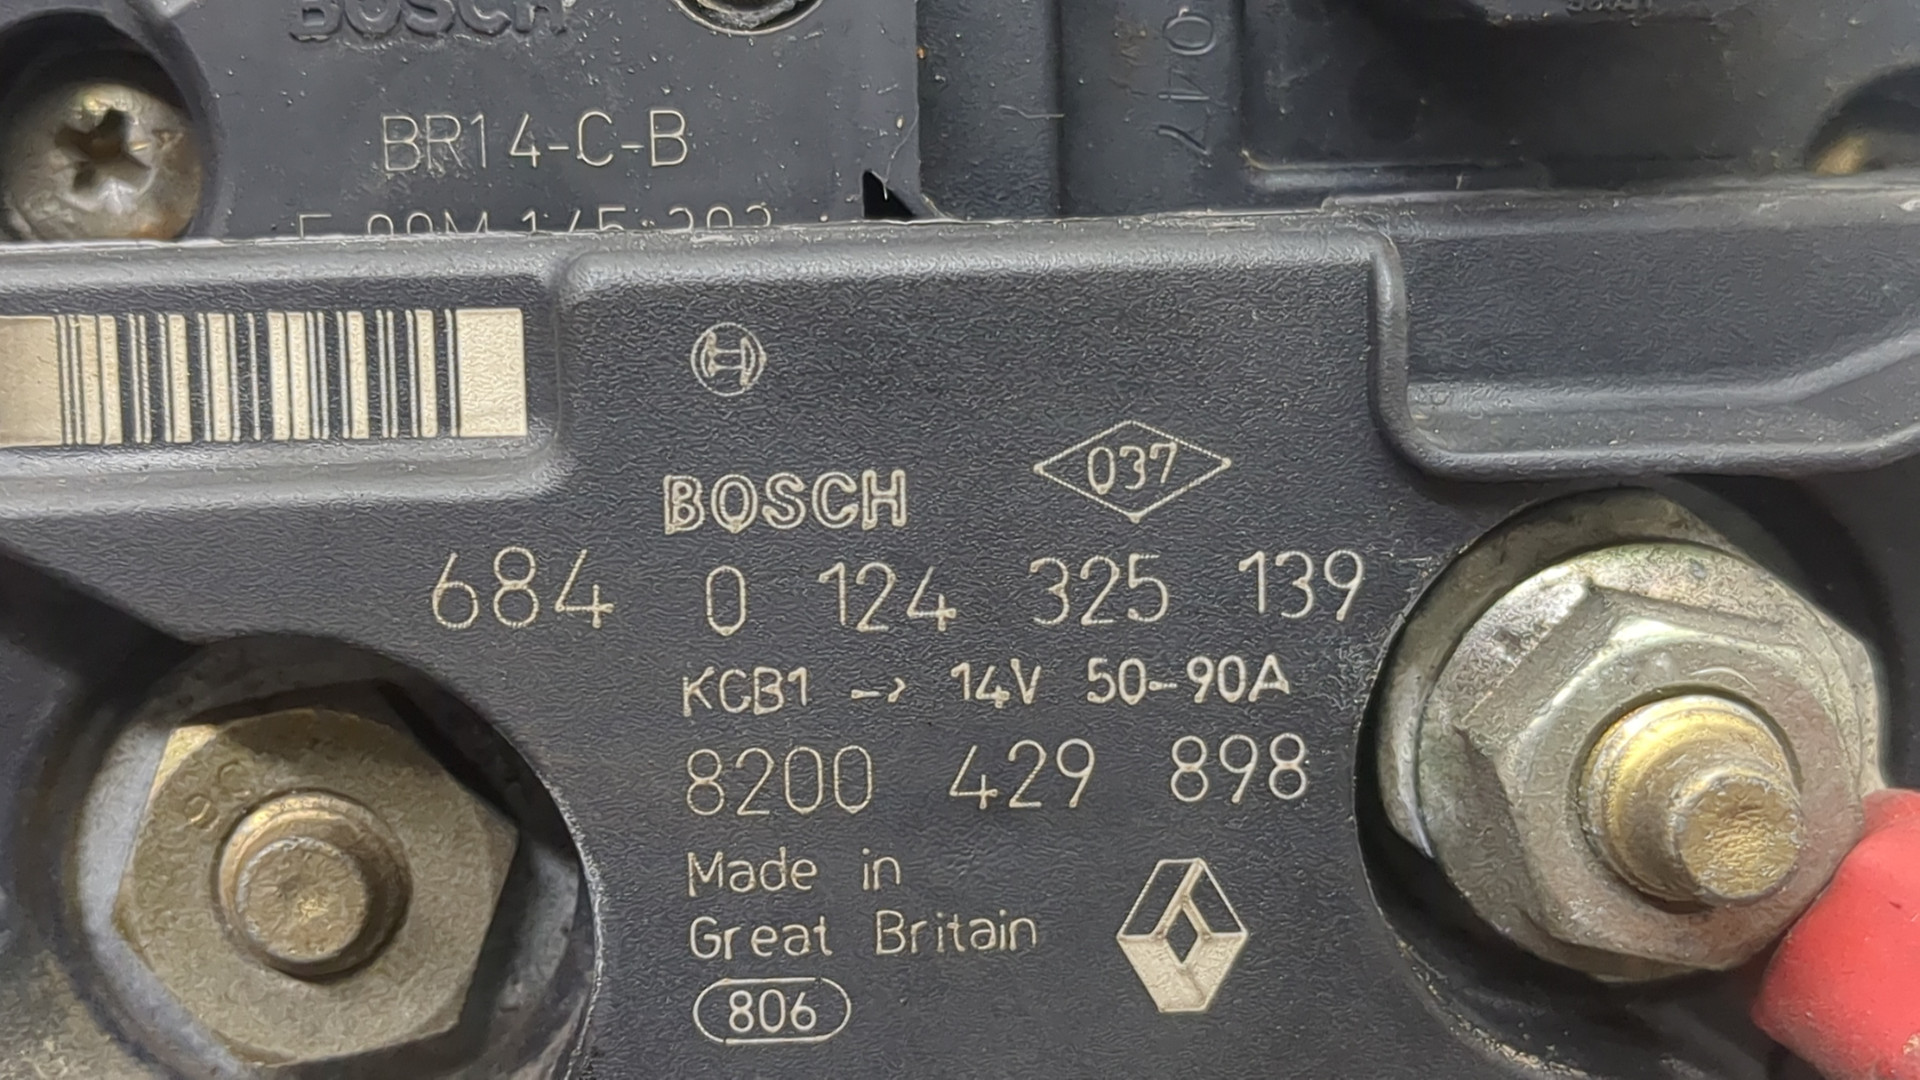 BOSCH
BR14-C-B
047
BOSCH
037
684 0 124 325 139
KCB1 -> 14V 50-90A
8200 429 898
Made in
Great Britain
806